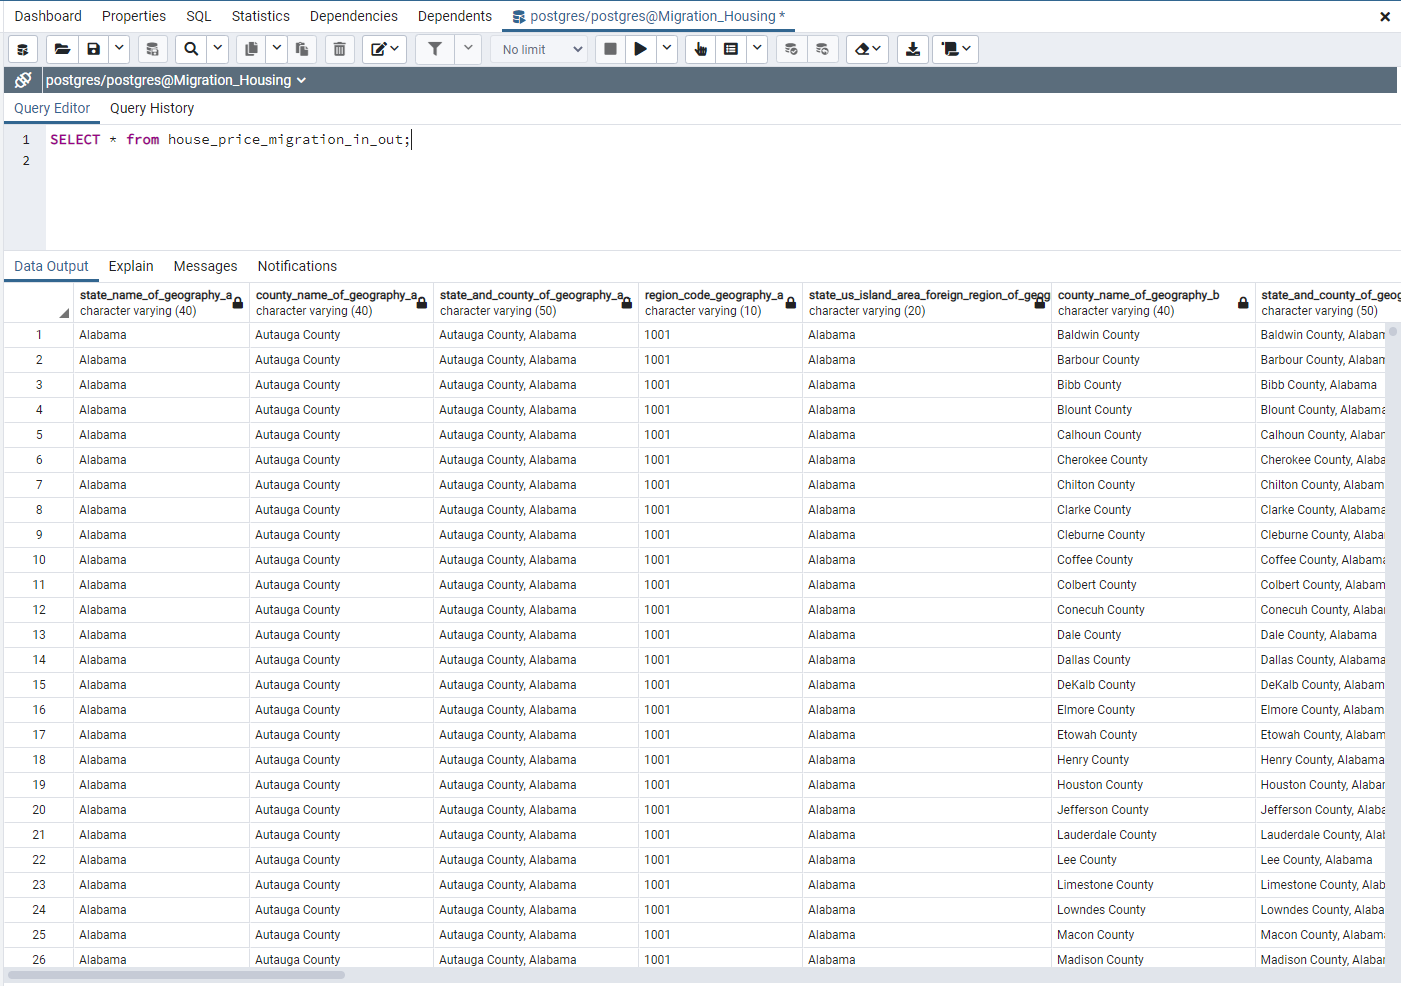 Dashboard Properties SQL Statistics Dependencies Dependents postgres/postgres@Migration_Housing *
No limit
postgres/postgres@Migration_Housing
Query Editor Query History
1 SELECT * from house_price_migration_in_out;
2
Data Output Explain Messages Notifications
state_name_of_geography_a county_name_of_geography_a state_and_county_of_geography_a region_code_geography_a state_us_island_area_foreign_region_of_geog county_name_of_geography_b state_and_county_of_geog
character varying (40) character varying (40) character varying (50) character varying (10) character varying (20) character varying (40) character varying (50)
1 Alabama Autauga County Autauga County, Alabama 1001 Alabama Baldwin County Baldwin County, Alabam
2 Alabama Autauga County Autauga County, Alabama 1001 Alabama Barbour County Barbour County, Alabam
3 Alabama Autauga County Autauga County, Alabama 1001 Alabama Bibb County Bibb County, Alabama
4 Alabama Autauga County Autauga County, Alabama 1001 Alabama Blount County Blount County, Alabama
5 Alabama Autauga County Autauga County, Alabama 1001 Alabama Calhoun County Calhoun County, Alabar
6 Alabama Autauga County Autauga County, Alabama 1001 Alabama Cherokee County Cherokee County, Alaba
7 Alabama Autauga County Autauga County, Alabama 1001 Alabama Chilton County Chilton County, Alabam
8 Alabama Autauga County Autauga County, Alabama 1001 Alabama Clarke County Clarke County, Alabama
9 Alabama Autauga County Autauga County, Alabama 1001 Alabama Cleburne County Cleburne County, Alaba
10 Alabama Autauga County Autauga County, Alabama 1001 Alabama Coffee County Coffee County, Alabama
11 Alabama Autauga County Autauga County, Alabama 1001 Alabama Colbert County Colbert County, Alabam
12 Alabama Autauga County Autauga County, Alabama 1001 Alabama Conecuh County Conecuh County, Alaba
13 Alabama Autauga County Autauga County, Alabama 1001 Alabama Dale County Dale County, Alabama
14 Alabama Autauga County Autauga County, Alabama 1001 Alabama Dallas County Dallas County, Alabama
15 Alabama Autauga County Autauga County, Alabama 1001 Alabama DeKalb County DeKalb County, Alabam
16 Alabama Autauga County Autauga County, Alabama 1001 Alabama Elmore County Elmore County, Alabam
17 Alabama Autauga County Autauga County, Alabama 1001 Alabama Etowah County Etowah County, Alabam
18 Alabama Autauga County Autauga County, Alabama 1001 Alabama Henry County Henry County, Alabama
19 Alabama Autauga County Autauga County, Alabama 1001 Alabama Houston County Houston County, Alabar
20 Alabama Autauga County Autauga County, Alabama 1001 Alabama Jefferson County Jefferson County, Alaba
21 Alabama Autauga County Autauga County, Alabama 1001 Alabama Lauderdale County Lauderdale County, Alab
22 Alabama Autauga County Autauga County, Alabama 1001 Alabama Lee County Lee County, Alabama
23 Alabama Autauga County Autauga County, Alabama 1001 Alabama Limestone County Limestone County, Alab
24 Alabama Autauga County Autauga County, Alabama 1001 Alabama Lowndes County Lowndes County, Alaba
25 Alabama Autauga County Autauga County, Alabama 1001 Alabama Macon County Macon County, Alabam
26 Alabama Autauga County Autauga County, Alabama 1001 Alabama Madison County Madison County, Alabam